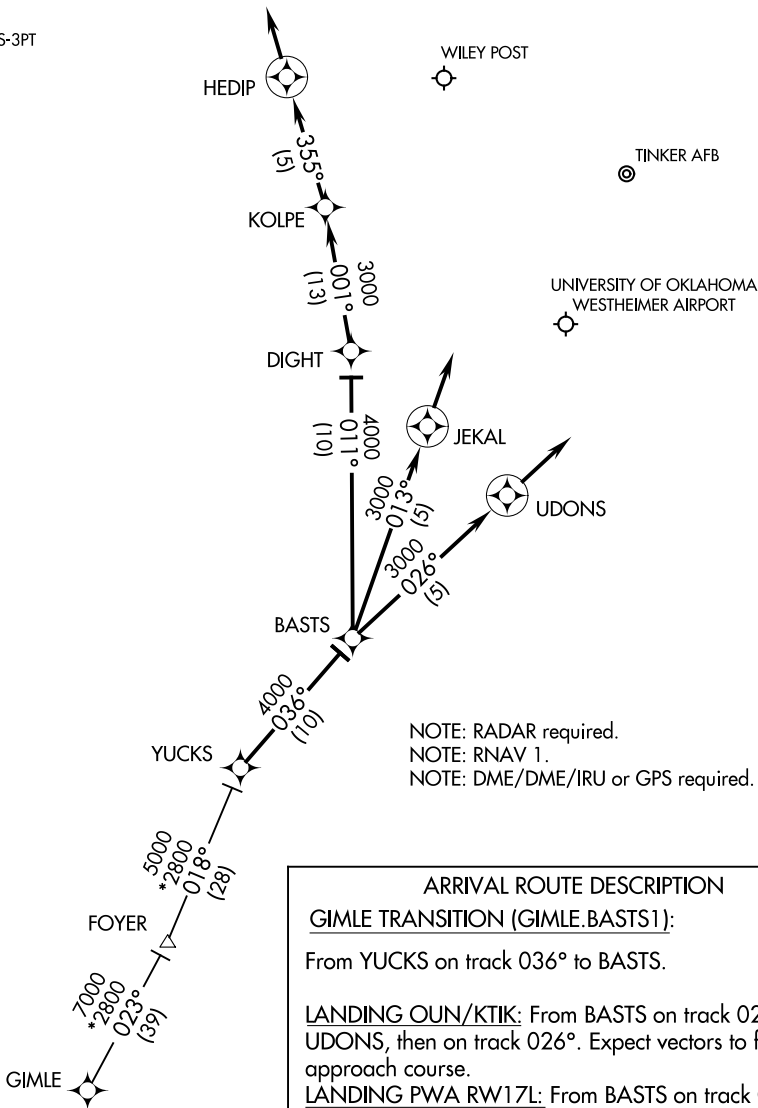 S-3PT
WILEY POST
HEDIP
355°
(5)
TINKER AFB
KOLPE
3000
001°
(13)
UNIVERSITY OF OKLAHOMA
WESTHEIMER AIRPORT
DIGHT
4000
011°
(10)
JEKAL
3000
013°
(5)
UDONS
3000
026°
(5)
BASTS
4000
036°
(10)
NOTE: RADAR required.
NOTE: RNAV 1.
NOTE: DME/DME/IRU or GPS required.
YUCKS
5000
*2800
018°
(28)
FOYER
7000
*2800
023°
(39)
GIMLE
ARRIVAL ROUTE DESCRIPTION
GIMLE TRANSITION (GIMLE.BASTS1):
From YUCKS on track 036° to BASTS.
LANDING OUN/KTIK: From BASTS on track 02
UDONS, then on track 026°. Expect vectors to f
approach course.
LANDING PWA RW17L: From BASTS on track